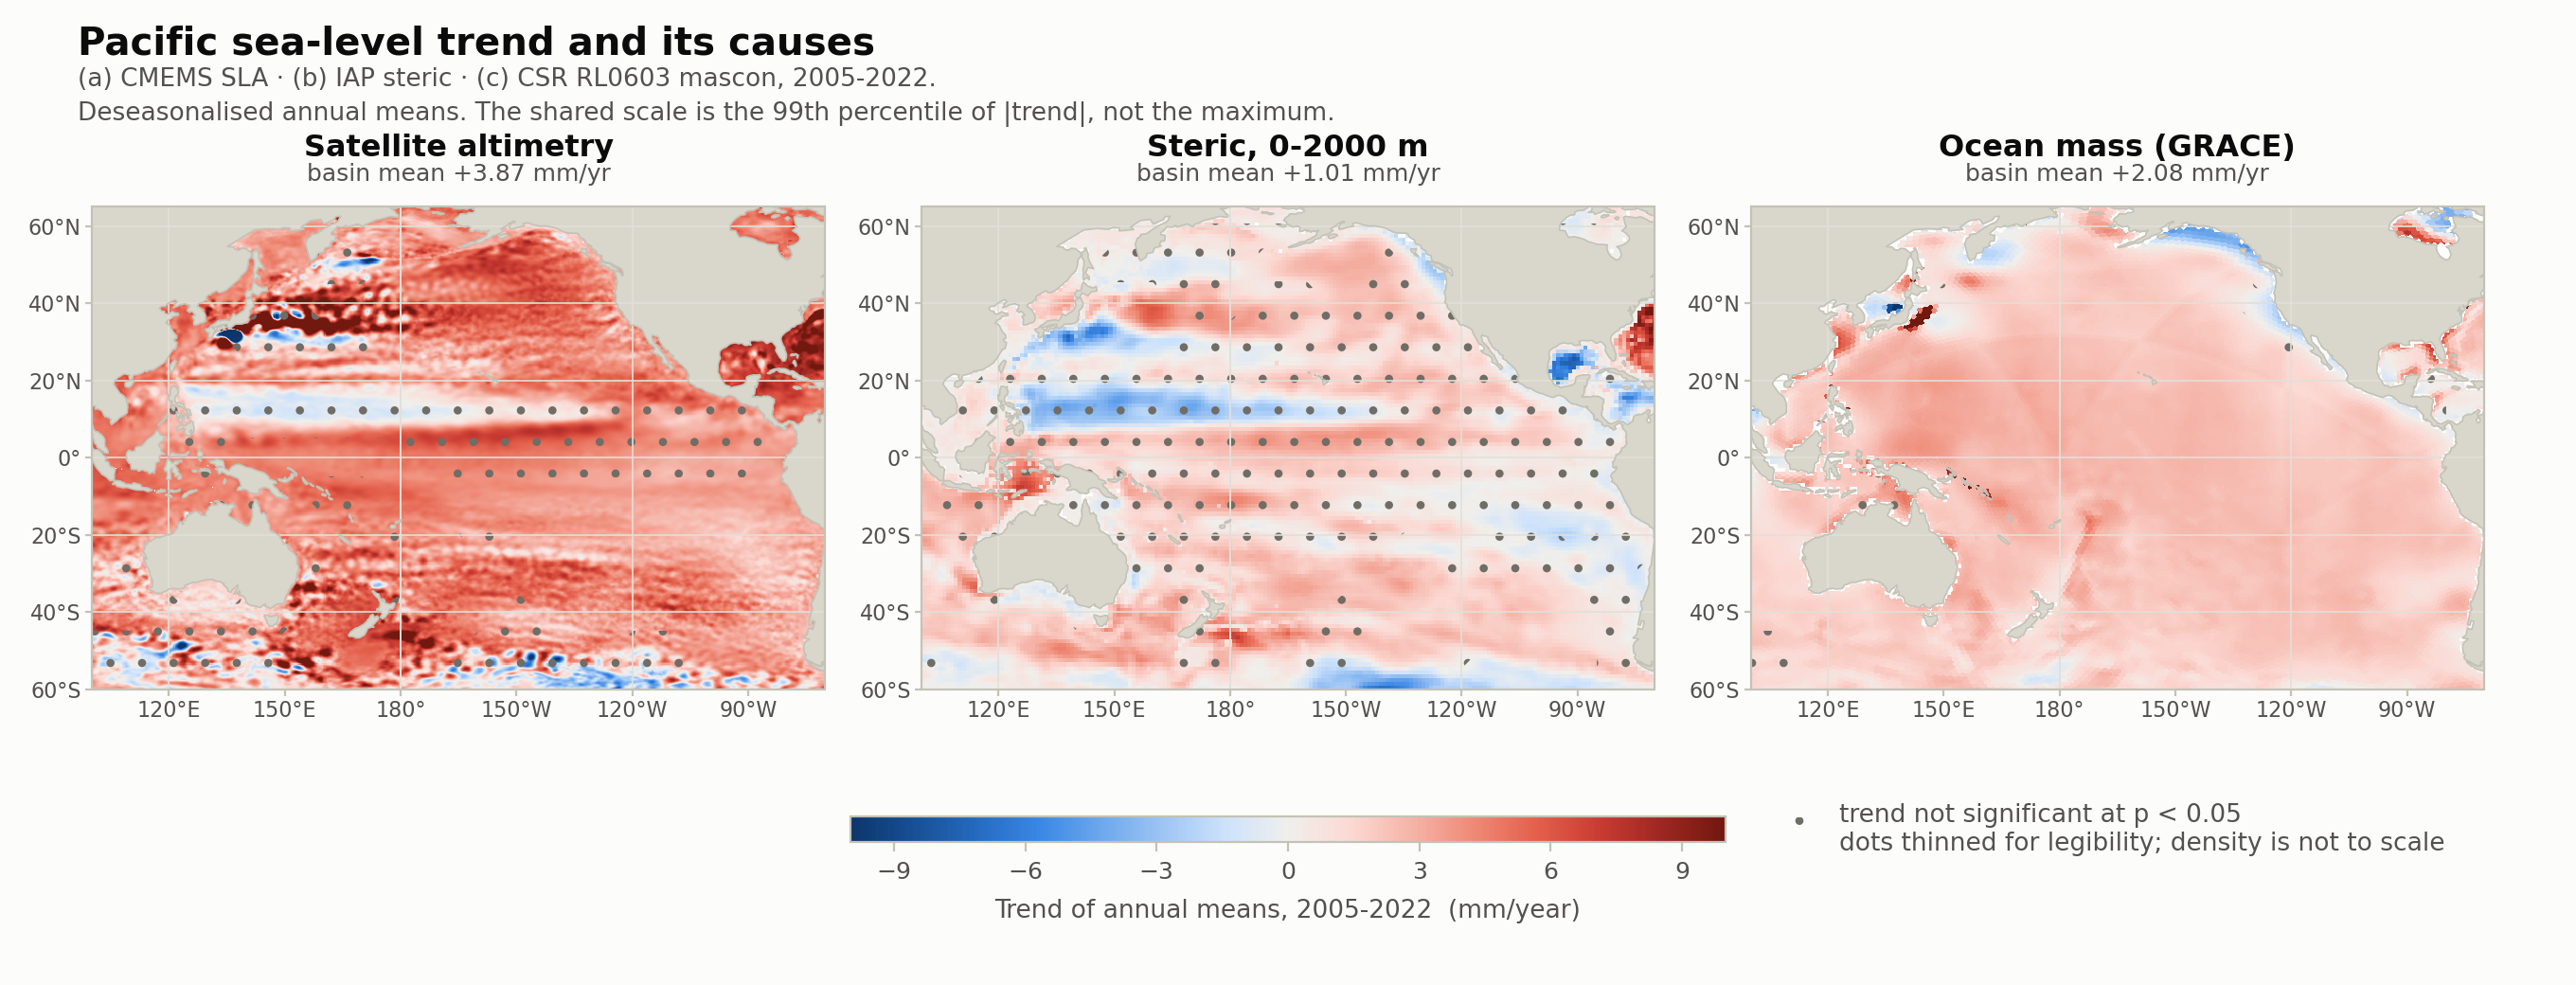 Pacific sea-level trend and its causes
(a) CMEMS SLA · (b) IAP steric · (c) CSR RL0603 mascon, 2005-2022.
Deseasonalised annual means. The shared scale is the 99th percentile of |trend|, not the maximum.
Satellite altimetry
basin mean +3.87 mm/yr
60°N
40°N
20°N
0°
20°S
40°S
60°S
120°E 150°E 180° 150°W 120°W 90°W
Steric, 0-2000 m
basin mean +1.01 mm/yr
60°N
40°N
20°N
0°
20°S
40°S
60°S
120°E 150°E 180° 150°W 120°W 90°W
Ocean mass (GRACE)
basin mean +2.08 mm/yr
60°N
40°N
20°N
0°
20°S
40°S
60°S
120°E 150°E 180° 150°W 120°W 90°W
−9 −6 −3 0 3 6 9
Trend of annual means, 2005-2022 (mm/year)
trend not significant at p < 0.05
dots thinned for legibility; density is not to scale